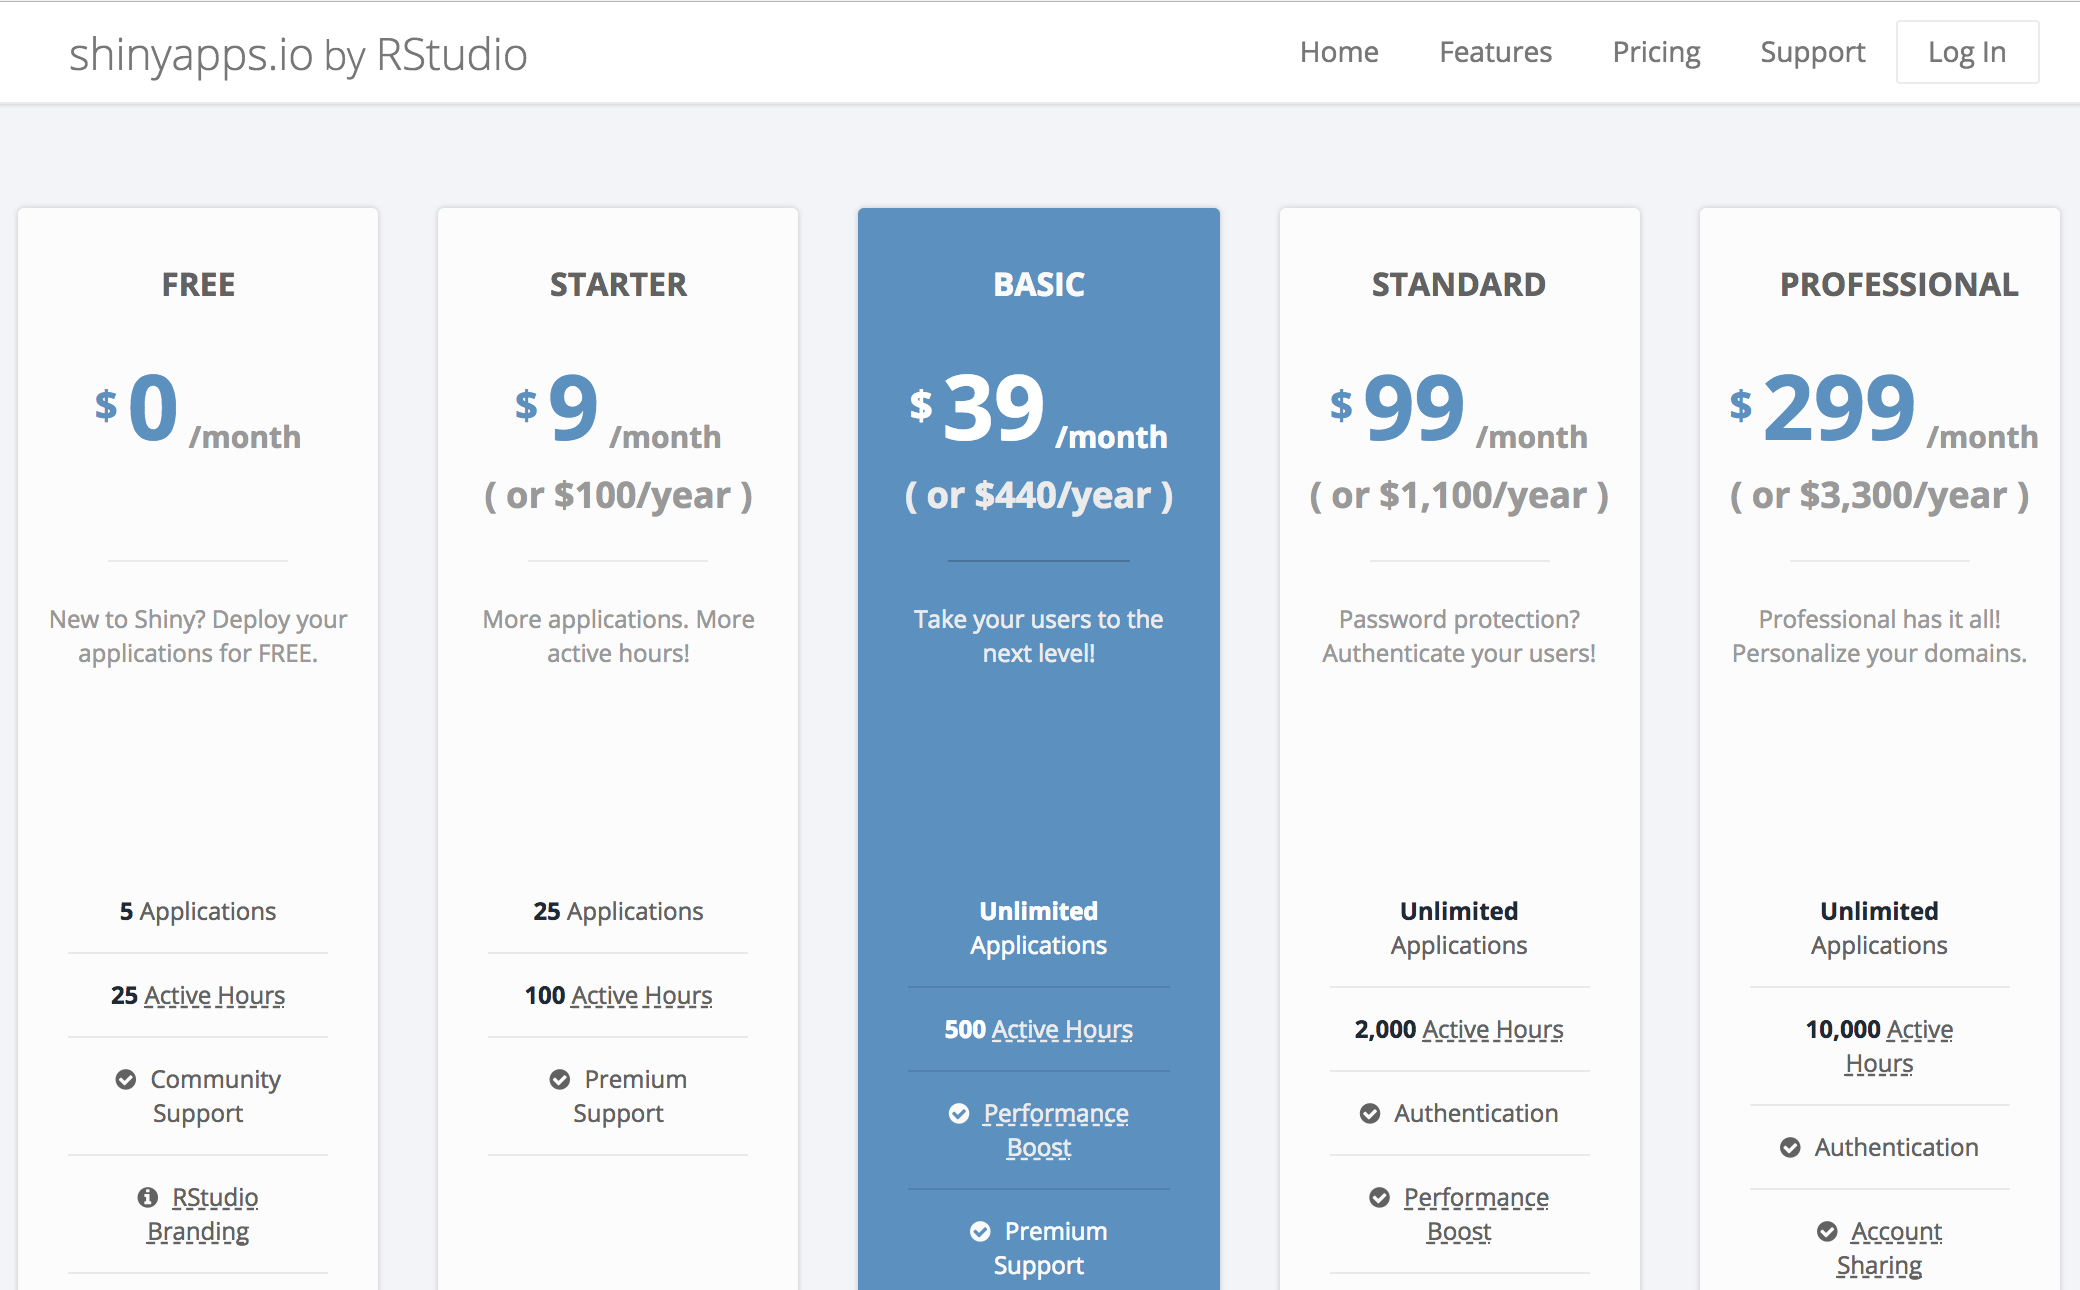 shinyapps.io by RStudio
Home Features Pricing Support Log In
FREE
$ 0 /month
New to Shiny? Deploy your
applications for FREE.
5 Applications
25 Active Hours
Community
Support
RStudio
Branding
STARTER
$ 9 /month
( or $100/year )
More applications. More
active hours!
25 Applications
100 Active Hours
Premium
Support
BASIC
$ 39 /month
( or $440/year )
Take your users to the
next level!
Unlimited
Applications
500 Active Hours
Performance
Boost
Premium
Support
STANDARD
$ 99 /month
( or $1,100/year )
Password protection?
Authenticate your users!
Unlimited
Applications
2,000 Active Hours
Authentication
Performance
Boost
PROFESSIONAL
$ 299 /month
( or $3,300/year )
Professional has it all!
Personalize your domains.
Unlimited
Applications
10,000 Active
Hours
Authentication
Account
Sharing